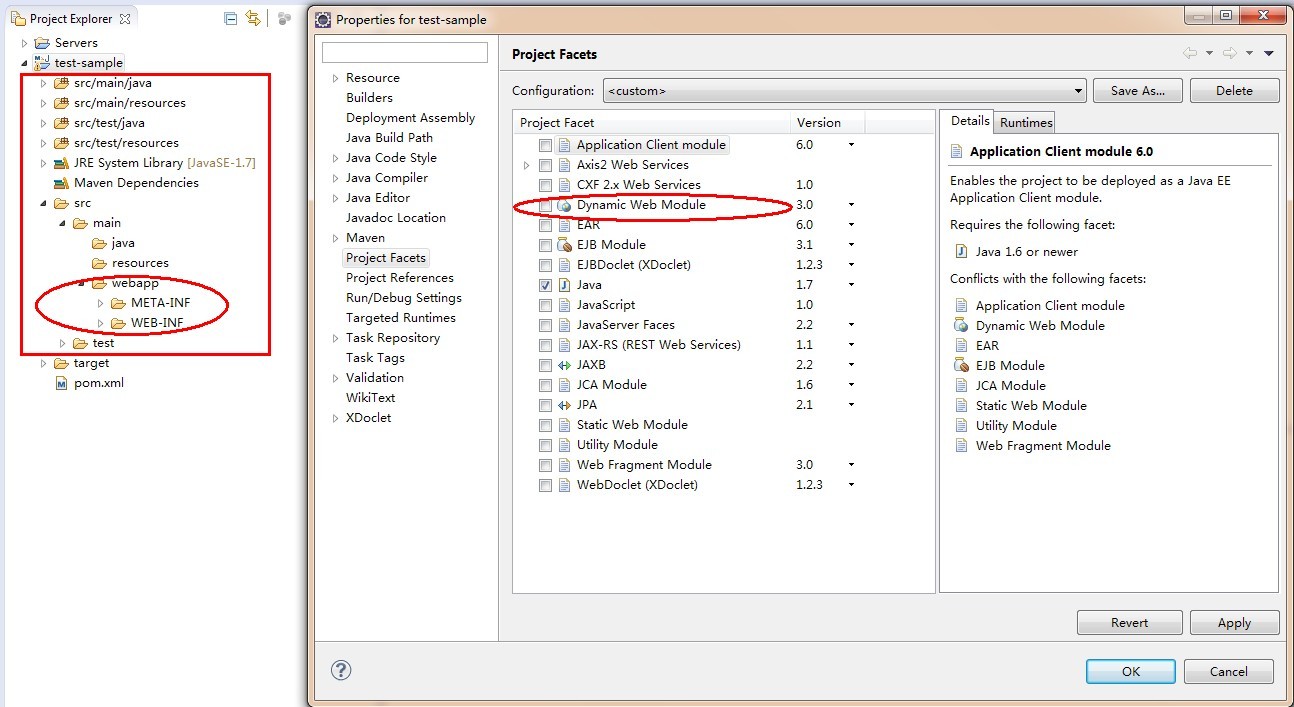 Project Explorer
Servers
test-sample
src/main/java
src/main/resources
src/test/java
src/test/resources
JRE System Library [JavaSE-1.7]
Maven Dependencies
src
main
java
resources
webapp
META-INF
WEB-INF
test
target
pom.xml
Properties for test-sample
Resource
Builders
Deployment Assembly
Java Build Path
Java Code Style
Java Compiler
Java Editor
Javadoc Location
Maven
Project Facets
Project References
Run/Debug Settings
Targeted Runtimes
Task Repository
Task Tags
Validation
WikiText
XDoclet
Project Facets
Configuration: <custom> Save As... Delete
Project Facet Version
Application Client module 6.0
Axis2 Web Services
CXF 2.x Web Services 1.0
Dynamic Web Module 3.0
EAR 6.0
EJB Module 3.1
EJBDoclet (XDoclet) 1.2.3
Java 1.7
JavaScript 1.0
JavaServer Faces 2.2
JAX-RS (REST Web Services) 1.1
JAXB 2.2
JCA Module 1.6
JPA 2.1
Static Web Module
Utility Module
Web Fragment Module 3.0
WebDoclet (XDoclet) 1.2.3
Details Runtimes
Application Client module 6.0
Enables the project to be deployed as a Java EE
Application Client module.
Requires the following facet:
Java 1.6 or newer
Conflicts with the following facets:
Application Client module
Dynamic Web Module
EAR
EJB Module
JCA Module
Static Web Module
Utility Module
Web Fragment Module
Revert Apply
OK Cancel